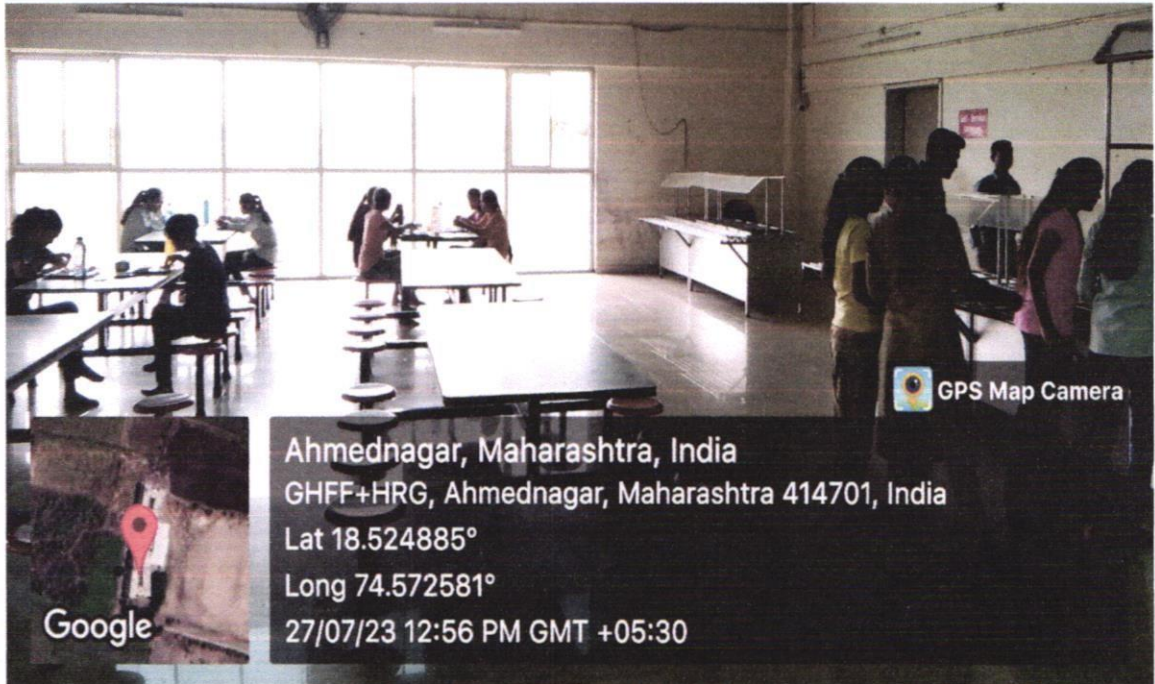 GPS Map Camera
Ahmednagar, Maharashtra, India
GHFF+HRG, Ahmednagar, Maharashtra 414701, India
Lat 18.524885°
Long 74.572581°
27/07/23 12:56 PM GMT +05:30
Google